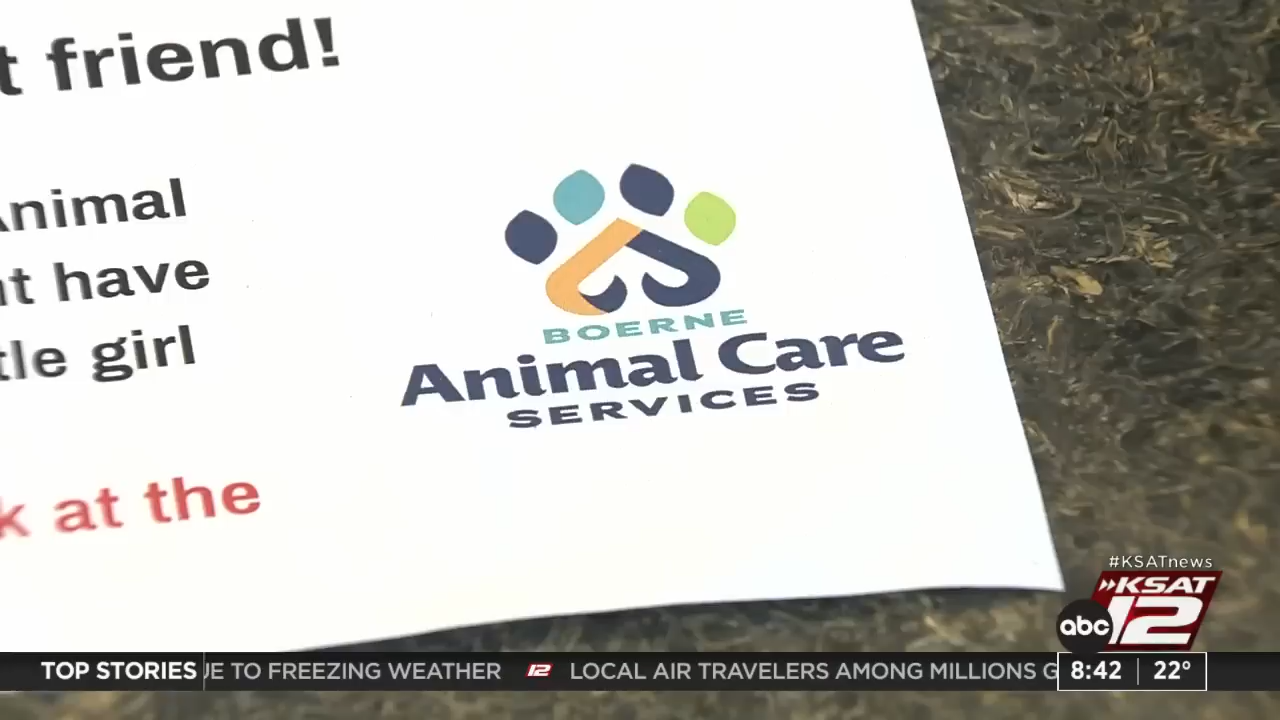 t friend!
Animal
nt have
tle girl
k at the
BOERNE
Animal Care
SERVICES
#KSATnews
KSAT
abc 12
TOP STORIES UE TO FREEZING WEATHER 12 LOCAL AIR TRAVELERS AMONG MILLIONS G 8:42 22°